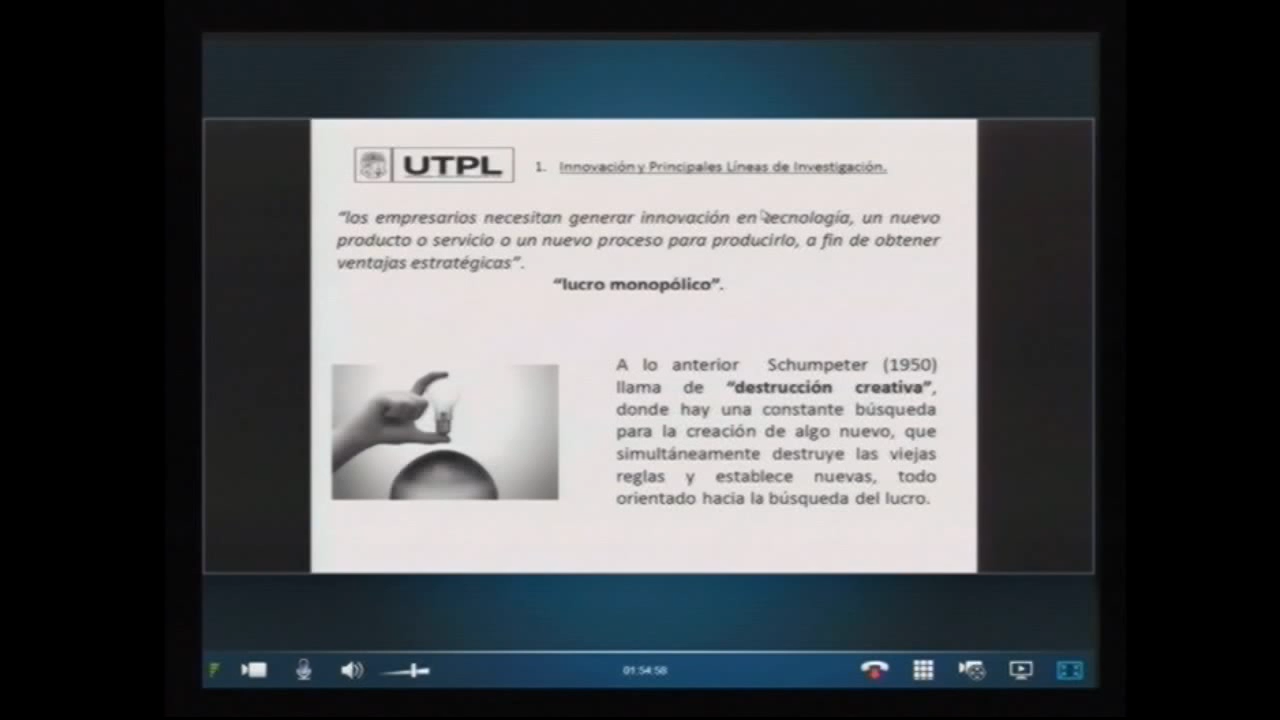 UTPL
1. Innovación y Principales Líneas de Investigación.
“los empresarios necesitan generar innovación en tecnología, un nuevo
producto o servicio o un nuevo proceso para producirlo, a fin de obtener
ventajas estratégicas”.
“lucro monopólico”.
A lo anterior Schumpeter (1950)
llama de “destrucción creativa”,
donde hay una constante búsqueda
para la creación de algo nuevo, que
simultáneamente destruye las viejas
reglas y establece nuevas, todo
orientado hacia la búsqueda del lucro.
01:54:58